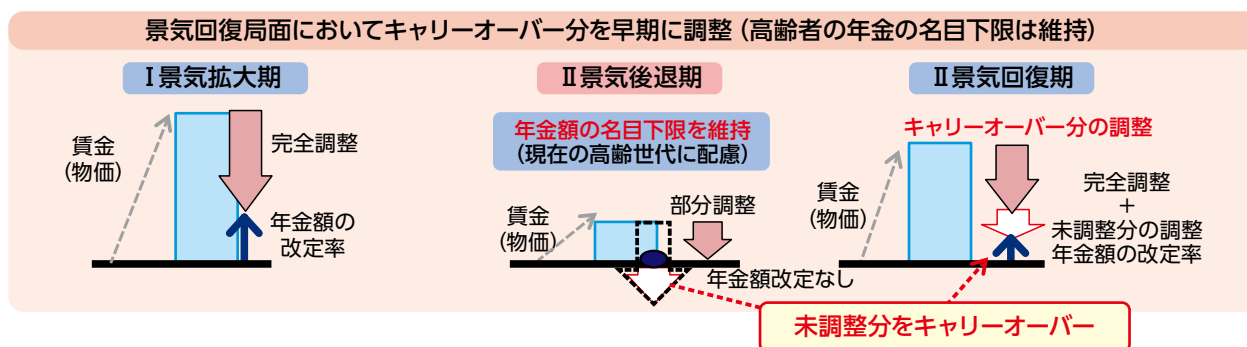 景気回復局面においてキャリーオーバー分を早期に調整(高齢者の年金の名目下限は維持)
Ⅰ景気拡大期
賃金
(物価)
完全調整
年金額の
改定率
Ⅱ景気後退期
年金額の名目下限を維持
(現在の高齢世代に配慮)
賃金
(物価)
部分調整
年金額改定なし
Ⅱ景気回復期
キャリーオーバー分の調整
賃金
(物価)
完全調整
+
未調整分の調整
年金額の改定率
未調整分をキャリーオーバー